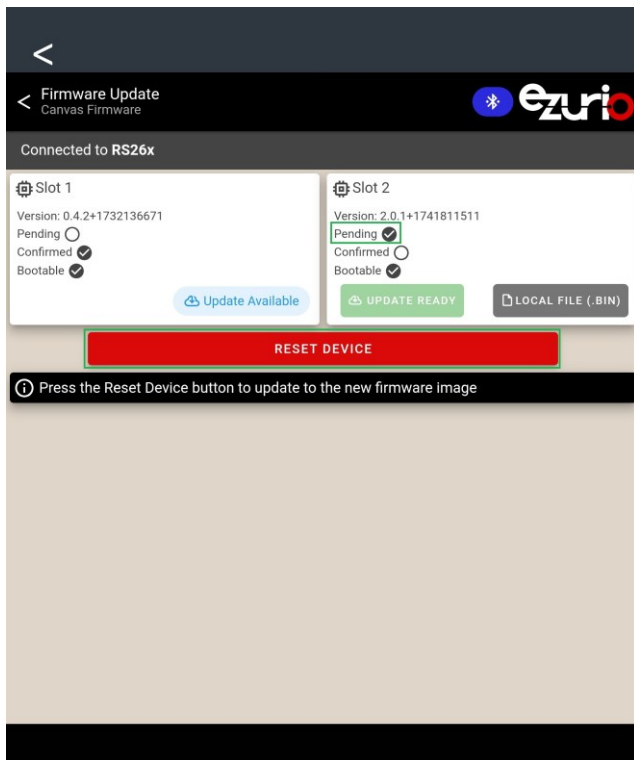 <
< Firmware Update
Canvas Firmware
ezurio
Connected to RS26x
Slot 1
Version: 0.4.2+1732136671
Pending
Confirmed
Bootable
Update Available
Slot 2
Version: 2.0.1+1741811511
Pending
Confirmed
Bootable
UPDATE READY
LOCAL FILE (.BIN)
RESET DEVICE
Press the Reset Device button to update to the new firmware image